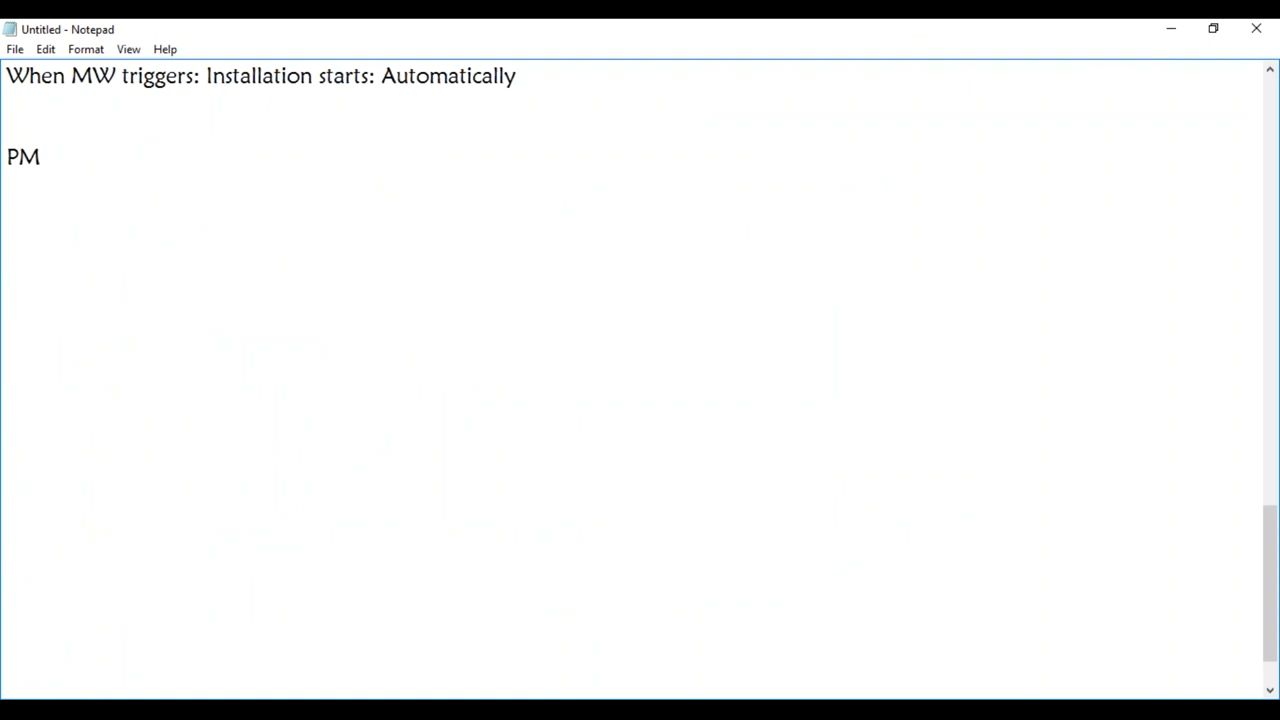 Untitled - Notepad
File Edit Format View Help
When MW triggers: Installation starts: Automatically
PM